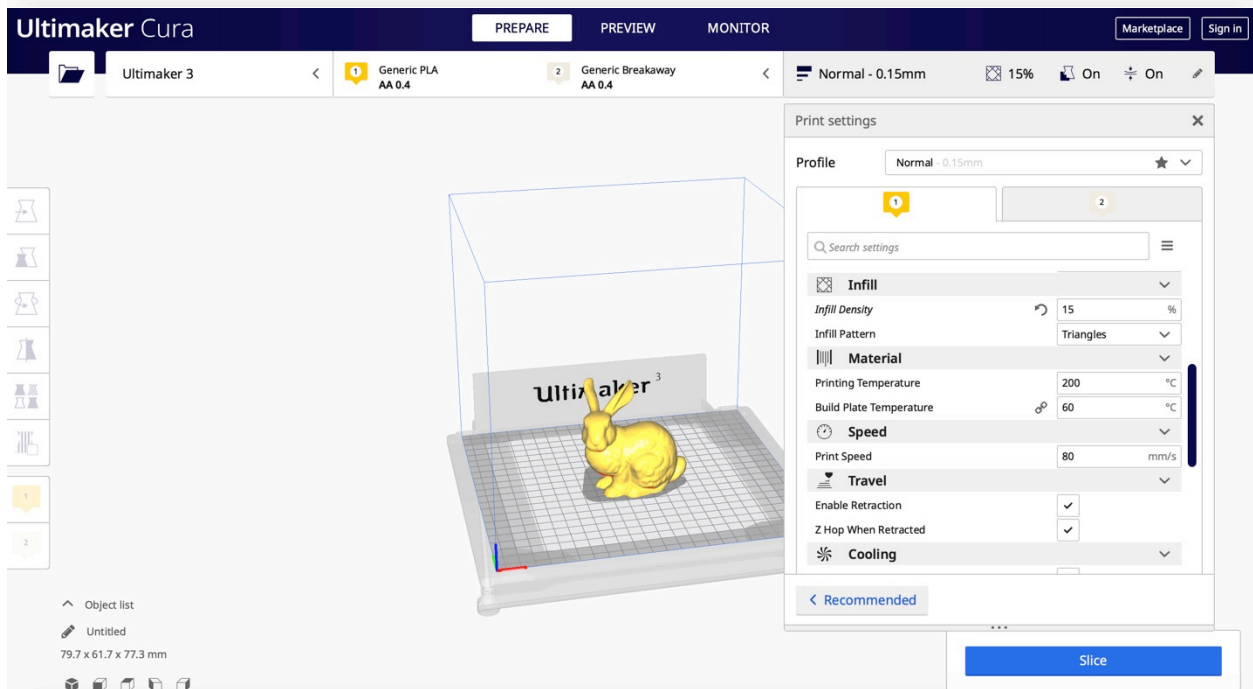 Ultimaker Cura
PREPARE PREVIEW MONITOR
Marketplace Sign in
Ultimaker 3
1 Generic PLA
AA 0.4
2 Generic Breakaway
AA 0.4
Normal - 0.15mm 15% On On
Print settings
Profile Normal - 0.15mm
1 2
Search settings
Infill
Infill Density 15 %
Infill Pattern Triangles
Material
Printing Temperature 200 °C
Build Plate Temperature 60 °C
Speed
Print Speed 80 mm/s
Travel
Enable Retraction
Z Hop When Retracted
Cooling
Recommended
Slice
3
1
2
Object list
Untitled
79.7 x 61.7 x 77.3 mm